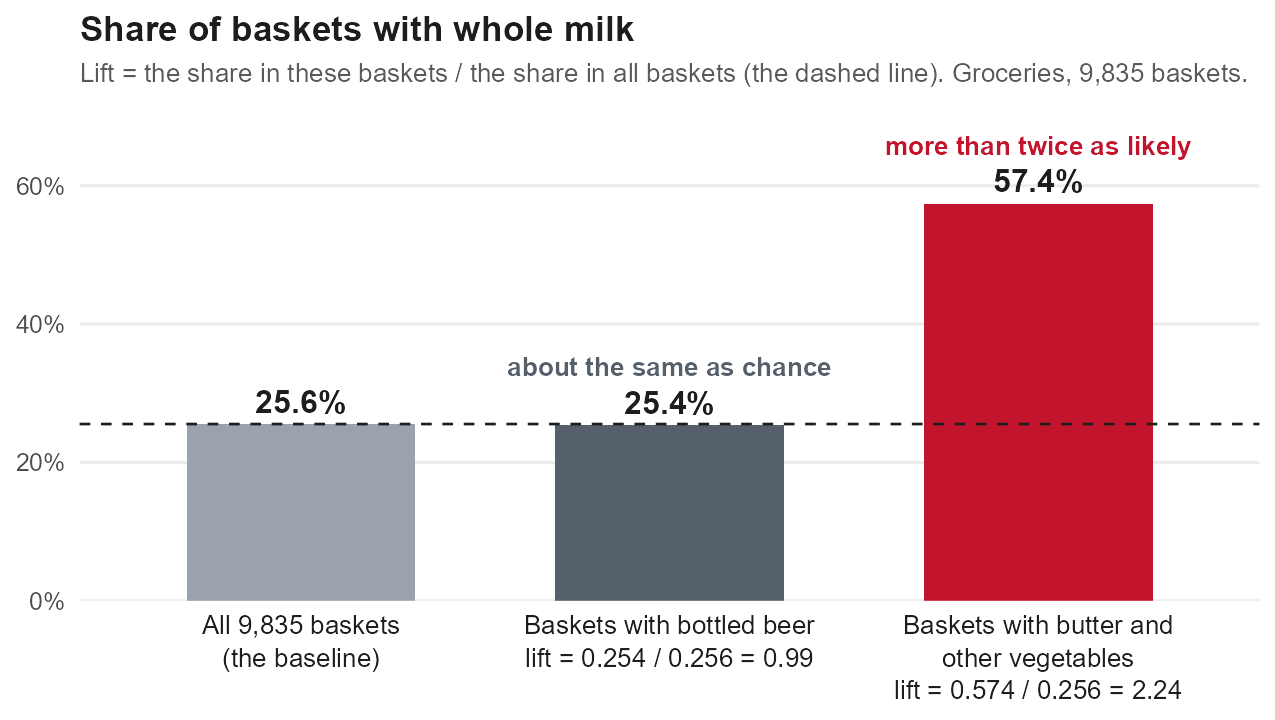 Share of baskets with whole milk
Lift = the share in these baskets / the share in all baskets (the dashed line). Groceries, 9,835 baskets.
more than twice as likely
57.4%
60%
40%
about the same as chance
25.6%
25.4%
20%
0%
All 9,835 baskets
(the baseline)
Baskets with bottled beer
lift = 0.254 / 0.256 = 0.99
Baskets with butter and
other vegetables
lift = 0.574 / 0.256 = 2.24